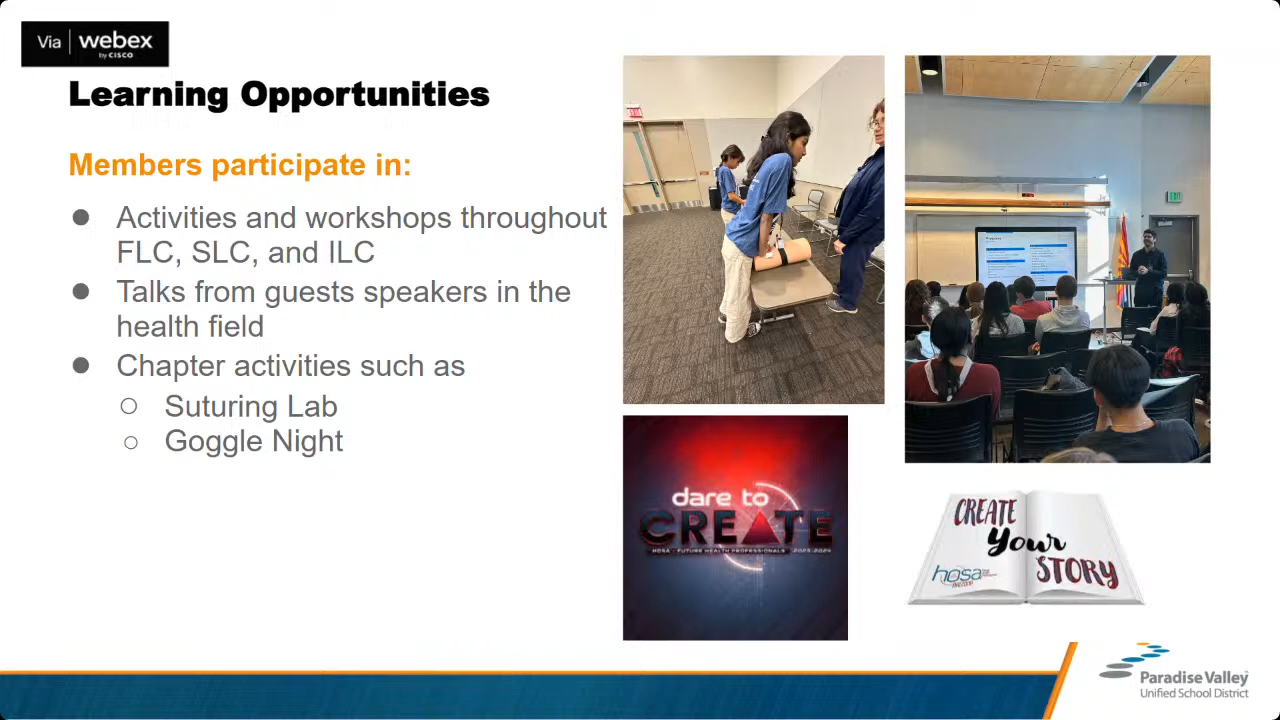 Via webex
by CISCO
Learning Opportunities
Members participate in:
Activities and workshops throughout
FLC, SLC, and ILC
Talks from guests speakers in the
health field
Chapter activities such as
Suturing Lab
Goggle Night
dare to
CREATE
HOSA - FUTURE HEALTH PROFESSIONALS 2023-2024
CREATE
Your
STORY
hosa
ARIZONA
Paradise Valley
Unified School District